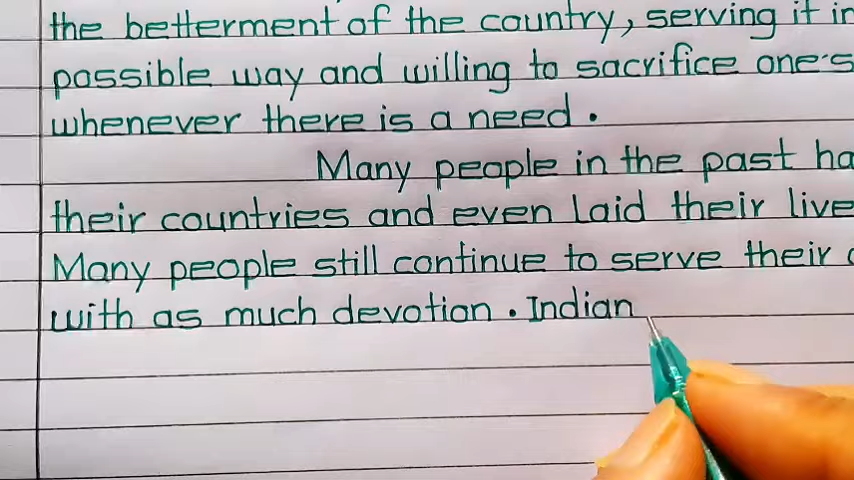 the betterment of the country, serving it in
possible way and willing to sacrifice one's
whenever there is a need.
Many people in the past ha
their countries and even laid their live
Many people still continue to serve their
with as much devotion. Indian